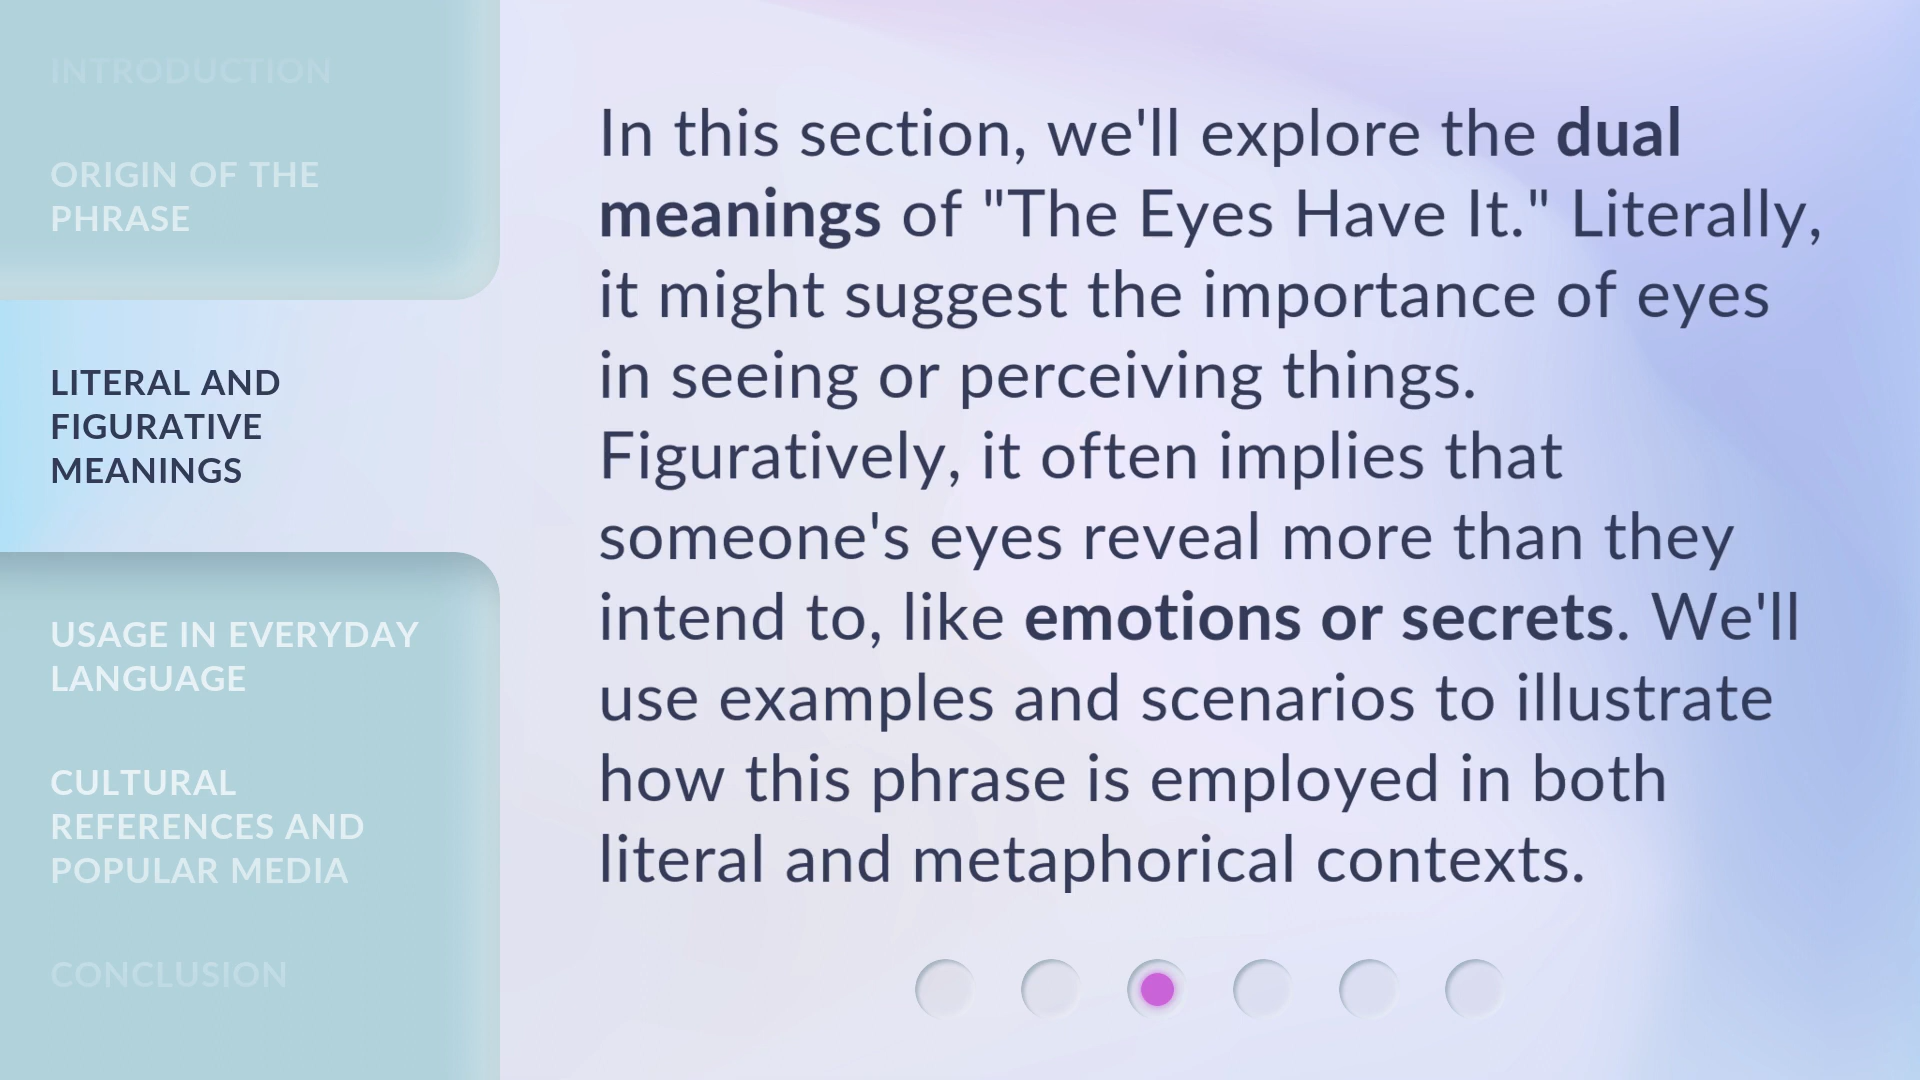 INTRODUCTION
ORIGIN OF THE
PHRASE
LITERAL AND
FIGURATIVE
MEANINGS
USAGE IN EVERYDAY
LANGUAGE
CULTURAL
REFERENCES AND
POPULAR MEDIA
CONCLUSION
In this section, we'll explore the dual
meanings of "The Eyes Have It." Literally,
it might suggest the importance of eyes
in seeing or perceiving things.
Figuratively, it often implies that
someone's eyes reveal more than they
intend to, like emotions or secrets. We'll
use examples and scenarios to illustrate
how this phrase is employed in both
literal and metaphorical contexts.